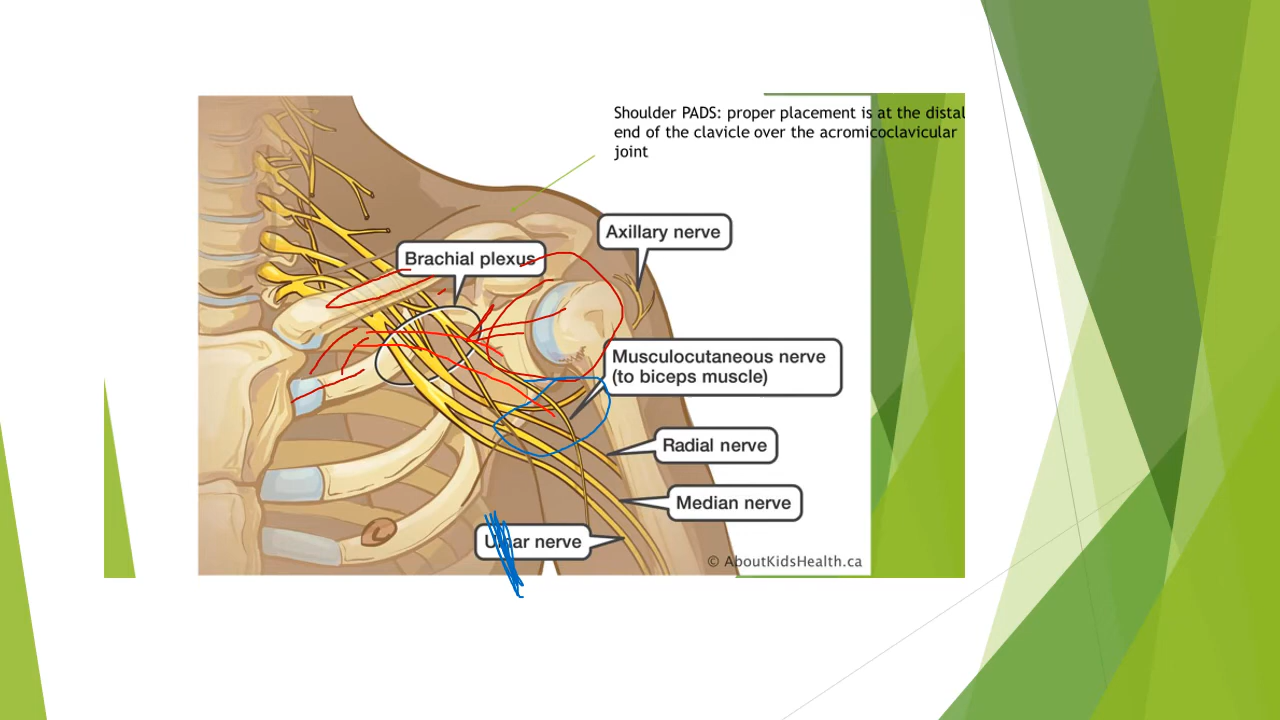 Shoulder PADS: proper placement is at the distal
end of the clavicle over the acromicoclavicular
joint
Axillary nerve
Brachial plexus
Musculocutaneous nerve
(to biceps muscle)
Radial nerve
Median nerve
Ulnar nerve
© AboutKidsHealth.ca